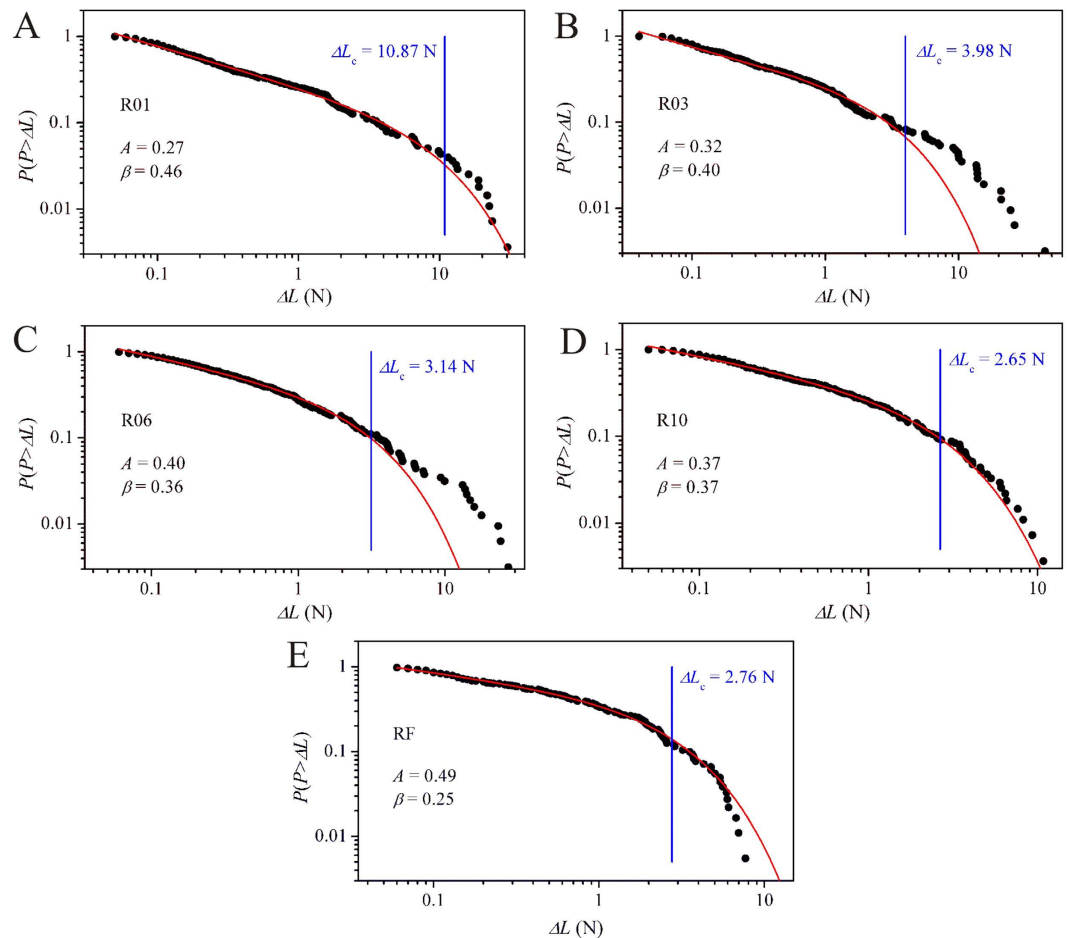 A
1
0.1
0.01
P(P>ΔL)
ΔLc = 10.87 N
R01
A = 0.27
β = 0.46
0.1
1
10
ΔL (N)
B
1
0.1
0.01
P(P>ΔL)
ΔLc = 3.98 N
R03
A = 0.32
β = 0.40
0.1
1
10
ΔL (N)
C
1
0.1
0.01
P(P>ΔL)
ΔLc = 3.14 N
R06
A = 0.40
β = 0.36
0.1
1
10
ΔL (N)
D
1
0.1
0.01
P(P>ΔL)
ΔLc = 2.65 N
R10
A = 0.37
β = 0.37
0.1
1
10
ΔL (N)
E
1
0.1
0.01
P(P>ΔL)
ΔLc = 2.76 N
RF
A = 0.49
β = 0.25
0.1
1
10
ΔL (N)